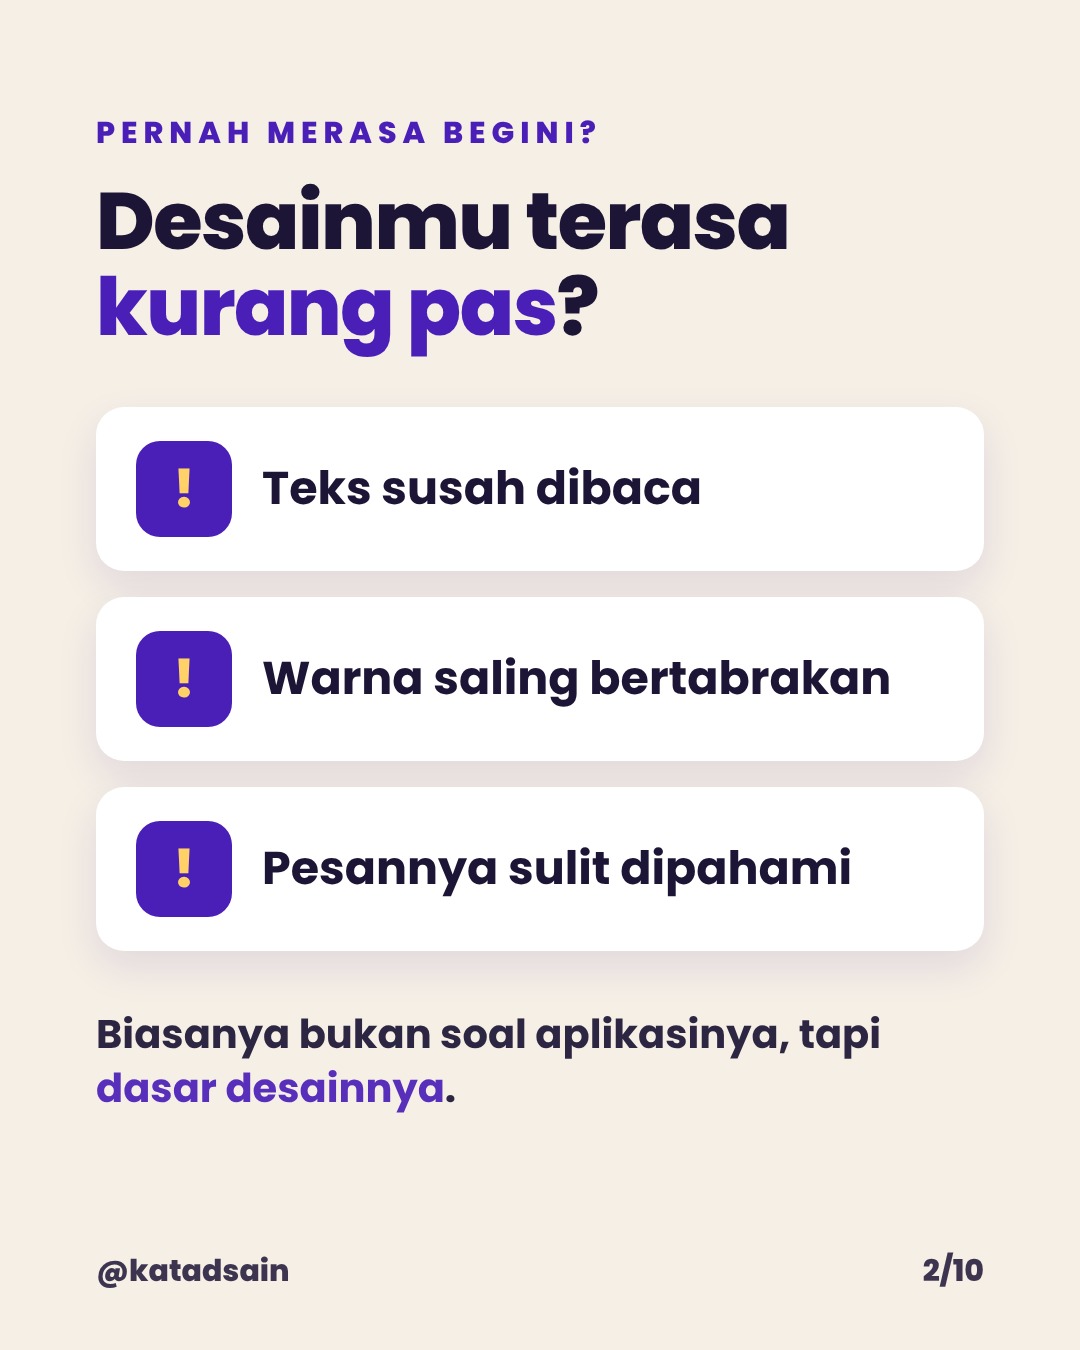 PERNAH MERASA BEGINI?
Desainmu terasa
kurang pas?
! Teks susah dibaca
! Warna saling bertabrakan
! Pesannya sulit dipahami
Biasanya bukan soal aplikasinya, tapi
dasar desainnya.
@katadsain
2/10